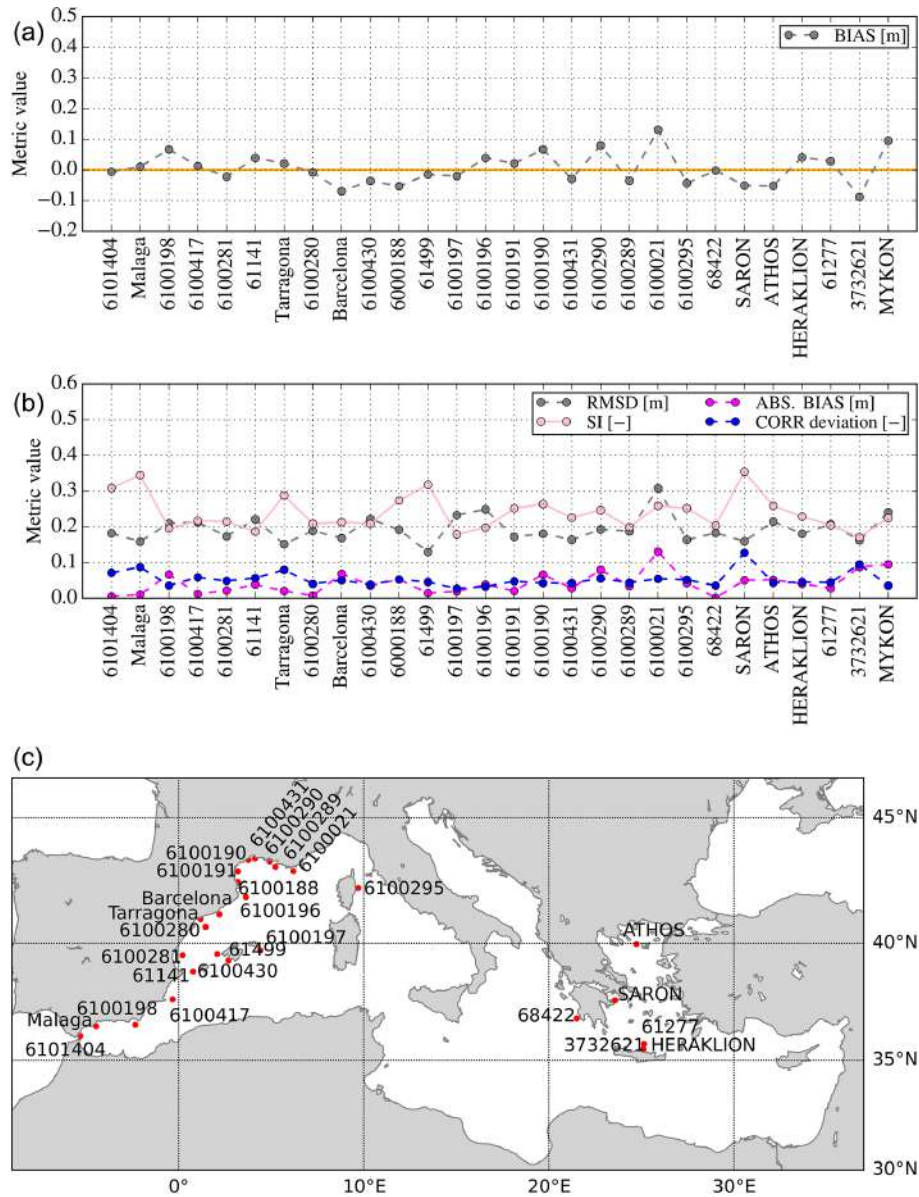 (a)
0.5
0.4
0.3
0.2
0.1
0.0
−0.1
−0.2
Metric value
BIAS [m]
6101404
Malaga
6100198
6100417
6100281
61141
Tarragona
6100280
Barcelona
6100430
6000188
61499
6100197
6100196
6100191
6100190
6100431
6100290
6100289
6100021
6100295
68422
SARON
ATHOS
HERAKLION
61277
3732621
MYKON
(b)
0.6
0.5
0.4
0.3
0.2
0.1
0.0
Metric value
RMSD [m]
SI [−]
ABS. BIAS [m]
CORR deviation [−]
6101404
Malaga
6100198
6100417
6100281
61141
Tarragona
6100280
Barcelona
6100430
6000188
61499
6100197
6100196
6100191
6100190
6100431
6100290
6100289
6100021
6100295
68422
SARON
ATHOS
HERAKLION
61277
3732621
MYKON
(c)
6100431
6100290
6100289
6100021
45°N
6100190
6100191
6100188
6100295
Barcelona
Tarragona
6100196
6100280
6100197
ATHOS
40°N
6100281
61499
61141
6100430
SARON
6100198
6100417
Malaga
68422
61277
6101404
3732621
HERAKLION
35°N
30°N
0°
10°E
20°E
30°E